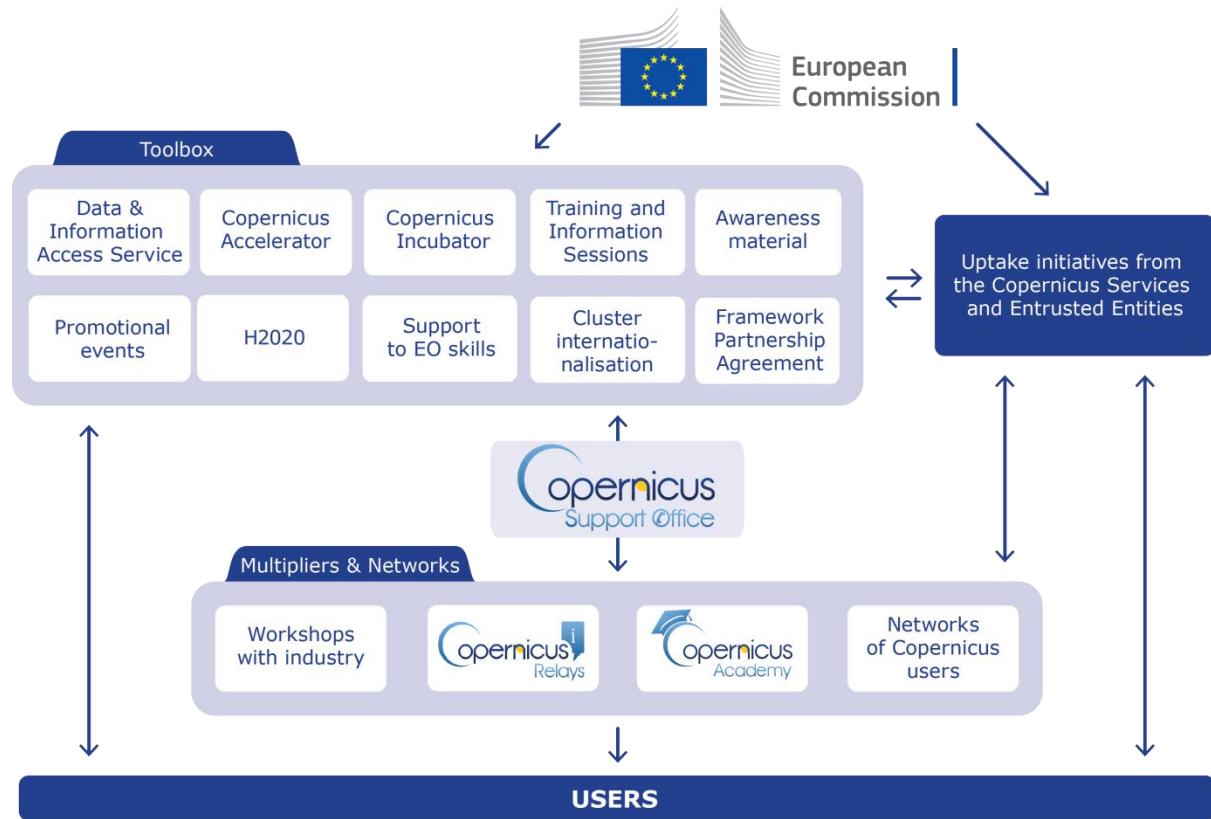 European
Commission
Toolbox
Data &
Information
Access Service
Copernicus
Accelerator
Copernicus
Incubator
Training and
Information
Sessions
Awareness
material
Promotional
events
H2020
Support
to EO skills
Cluster
internatio-
nalisation
Framework
Partnership
Agreement
Uptake initiatives from
the Copernicus Services
and Entrusted Entities
Copernicus
Support Office
Multipliers & Networks
Workshops
with industry
Copernicus
Relays
Copernicus
Academy
Networks
of Copernicus
users
USERS